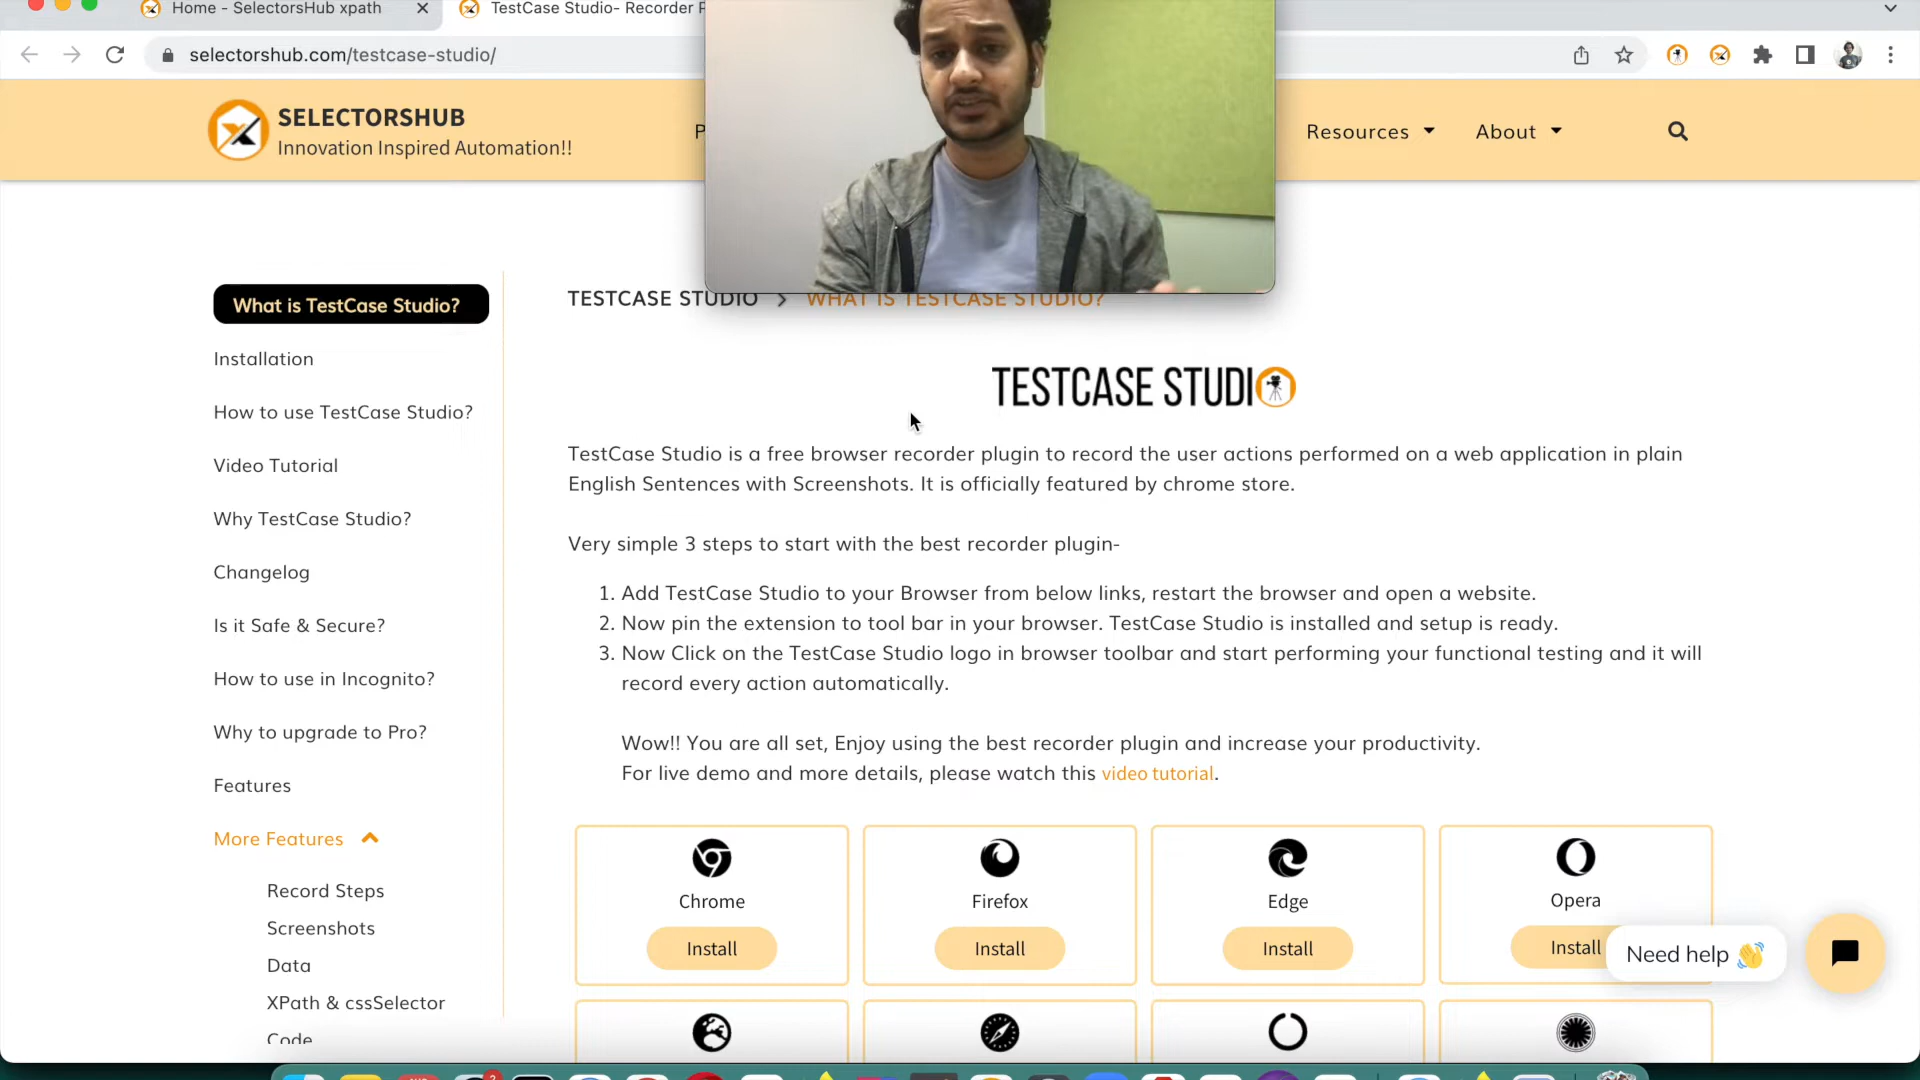 Home - SelectorsHub xpath
TestCase Studio- Recorder
selectorshub.com/testcase-studio/
SELECTORSHUB
Innovation Inspired Automation!!
Resources
About
What is TestCase Studio?
Installation
How to use TestCase Studio?
Video Tutorial
Why TestCase Studio?
Changelog
Is it Safe & Secure?
How to use in Incognito?
Why to upgrade to Pro?
Features
More Features
Record Steps
Screenshots
Data
XPath & cssSelector
Code
TESTCASE STUDIO > WHAT IS TESTCASE STUDIO?
TESTCASE STUDIO
TestCase Studio is a free browser recorder plugin to record the user actions performed on a web application in plain
English Sentences with Screenshots. It is officially featured by chrome store.
Very simple 3 steps to start with the best recorder plugin-
1. Add TestCase Studio to your Browser from below links, restart the browser and open a website.
2. Now pin the extension to tool bar in your browser. TestCase Studio is installed and setup is ready.
3. Now Click on the TestCase Studio logo in browser toolbar and start performing your functional testing and it will
record every action automatically.
Wow!! You are all set, Enjoy using the best recorder plugin and increase your productivity.
For live demo and more details, please watch this video tutorial.
Chrome
Install
Firefox
Install
Edge
Install
Opera
Install
Need help 👋